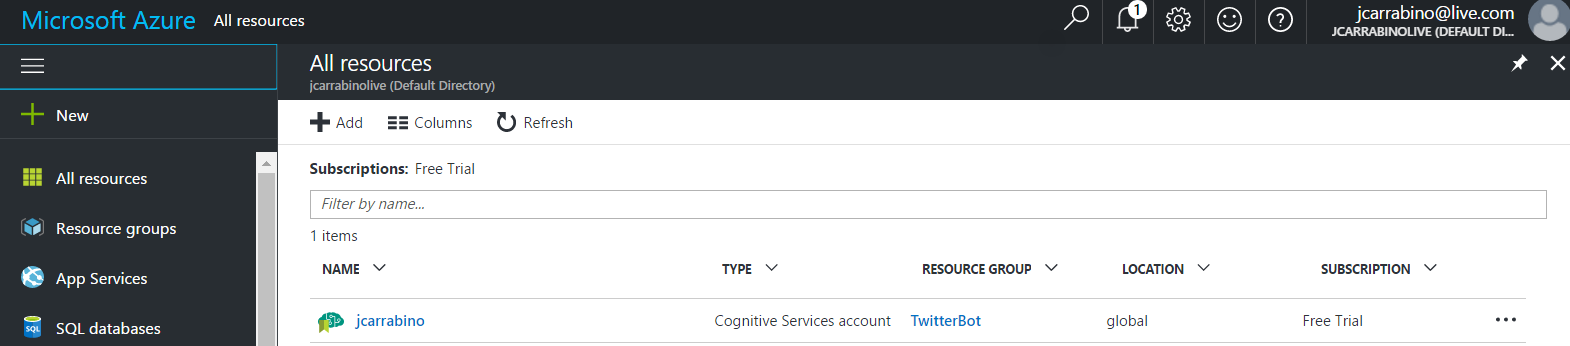 Microsoft Azure All resources
1
jcarrabino@live.com
JCARRABINOLIVE (DEFAULT DI...
All resources
jcarrabinolive (Default Directory)
New
Add Columns Refresh
All resources
Subscriptions: Free Trial
Filter by name...
Resource groups
1 items
App Services
NAME TYPE RESOURCE GROUP LOCATION SUBSCRIPTION
SQL databases
jcarrabino Cognitive Services account TwitterBot global Free Trial